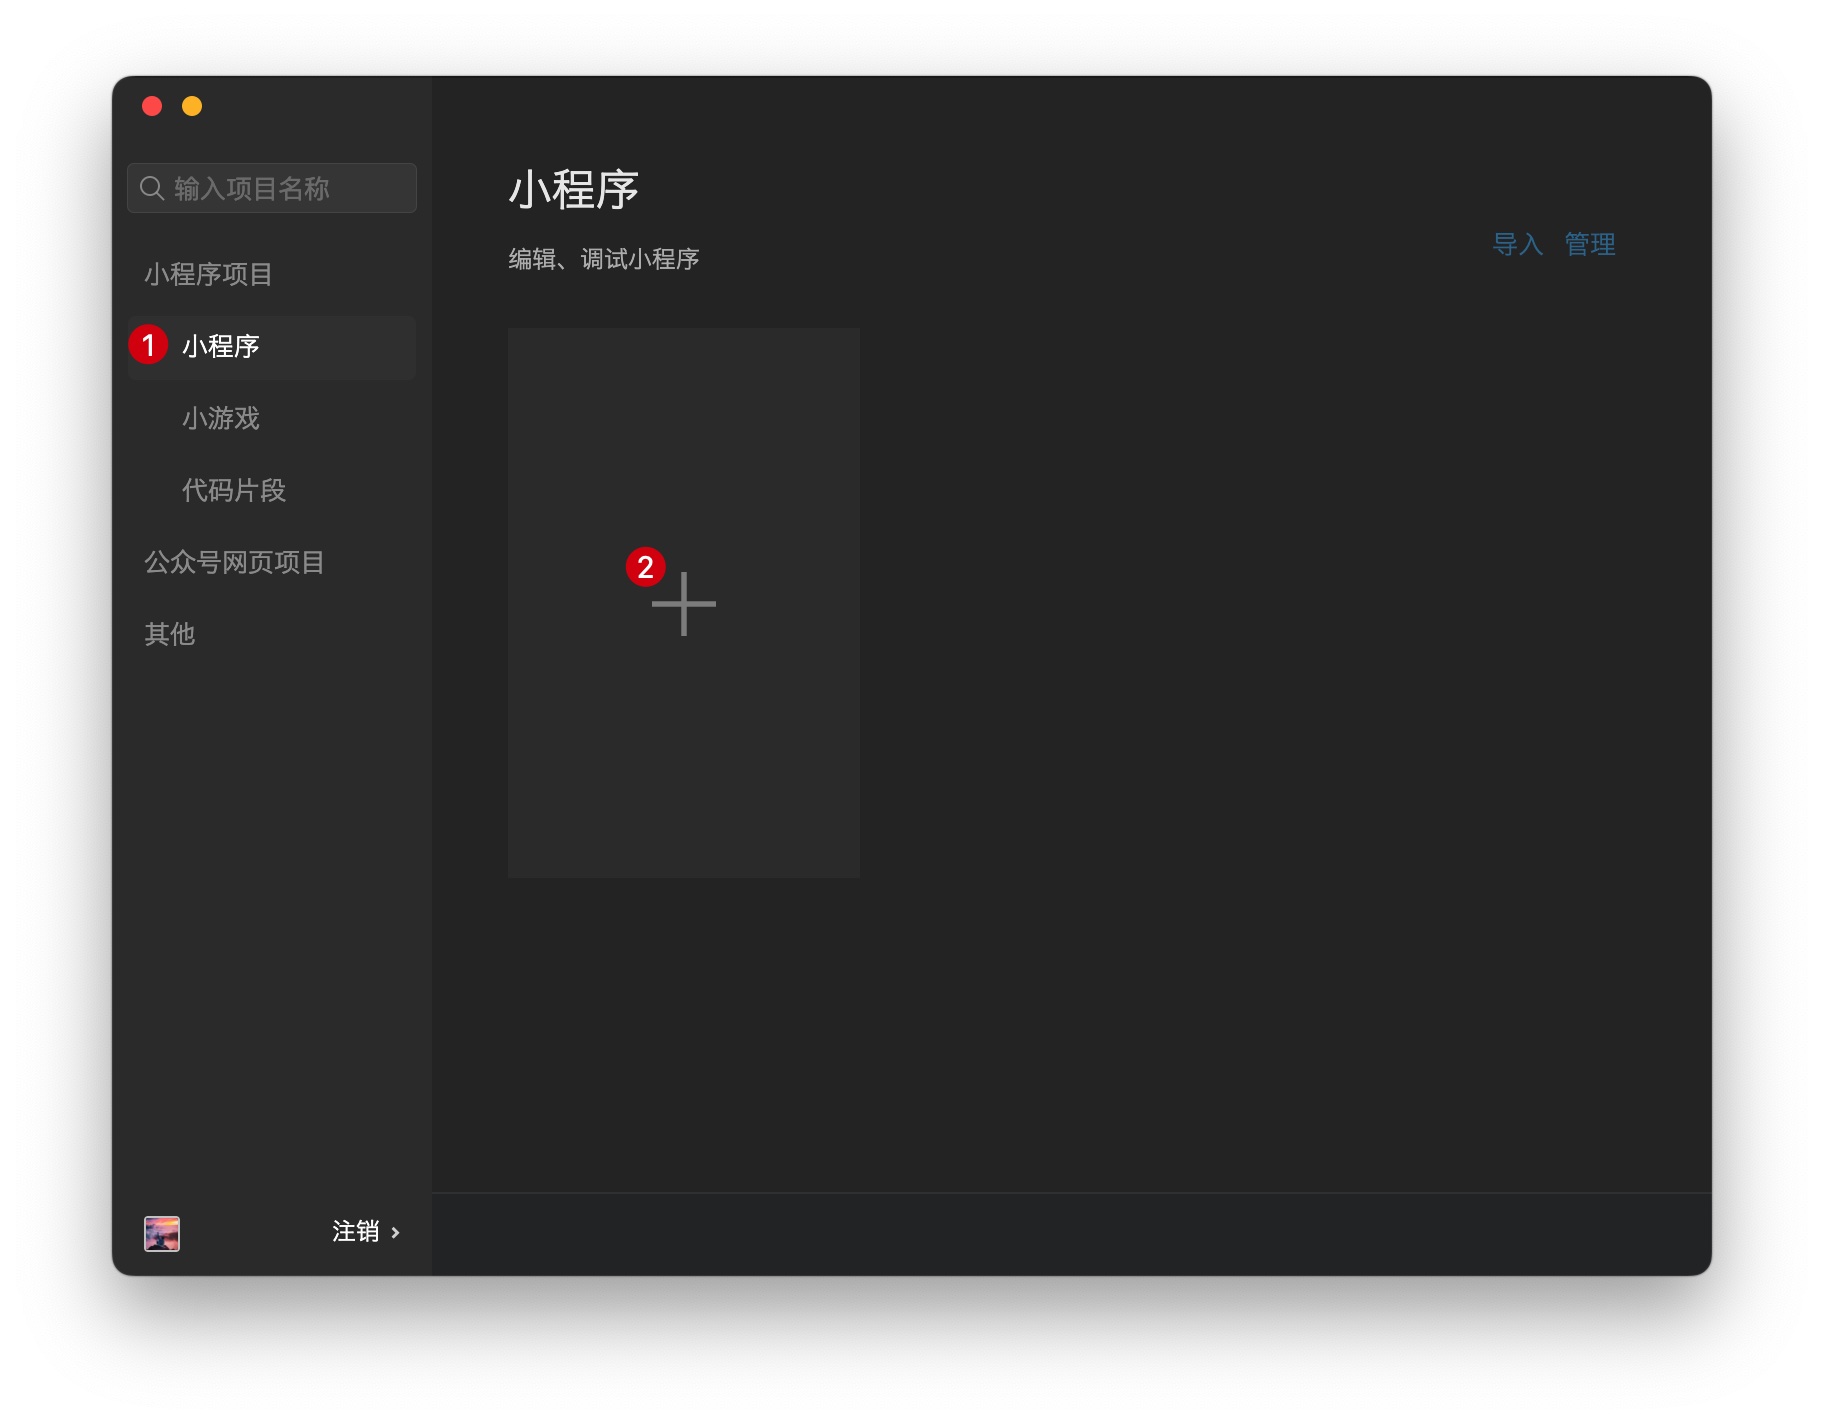 输入项目名称
小程序项目
1 小程序
小游戏
代码片段
公众号网页项目
其他
注销
小程序
编辑、调试小程序
导入 管理
2